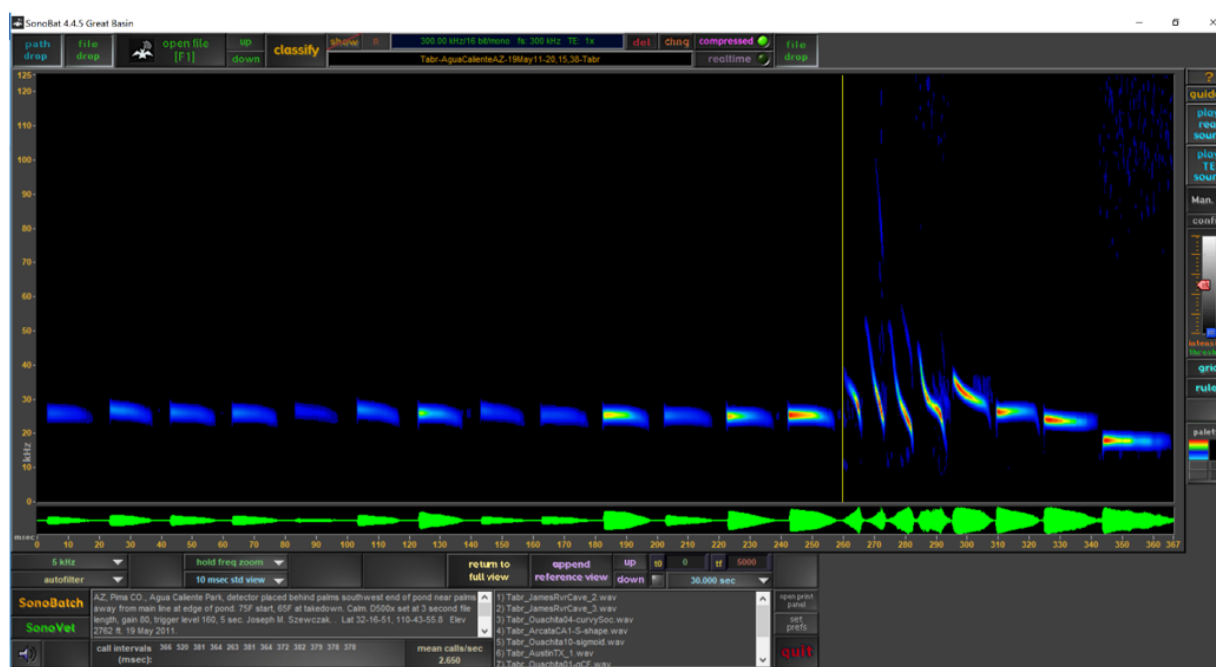 SonoBat 4.4.5 Great Basin
path drop
file drop
open file [F1]
up
down
classify
show
n
300.00 kHz/16 bit/mono fs: 300 kHz TE: 1x
Tabr-AguaCalienteAZ-19May11-20,15,38-Tabr
del
chng
compressed
realtime
file drop
125-
120-
110-
100-
90-
80-
70-
60-
50-
40-
30-
20-
10-
0-
kHz
?
Man.
palet
msec
0 10 20 30 40 50 60 70 80 90 100 110 120 130 140 150 160 170 180 190 200 210 220 230 240 250 260 270 280 290 300 310 320 330 340 350 367
5 kHz
autofilter
hold freq zoom
10 msec std view
return to full view
append reference view
up
down
t0
0
tf
5000
30.000 sec
SonoBatch
SonoVet
AZ, Pima CO., Agua Caliente Park, detector placed behind palms southwest end of pond near palms
away from main line at edge of pond. 75F start, 65F at takedown. Calm. D500x set at 3 second file
length, gain 80, trigger level 160, 5 sec. Joseph M. Szewczak. . Lat 32-16-51, 110-43-55.8 Elev
2762 ft. 19 May 2011.
call intervals (msec):
366 520 381 364 263 381 364 372 382 379 378 378
mean calls/sec
2.650
1) Tabr_JamesRvrCave_2.wav
2) Tabr_JamesRvrCave_3.wav
3) Tabr_Ouachita04-curvySoc.wav
4) Tabr_ArcataCA1-S-shape.wav
5) Tabr_Ouachita10-sigmoid.wav
6) Tabr_AustinTX_1.wav
7) Tabr_Ouachita01-qCF.wav
open print panel
set prefs
quit